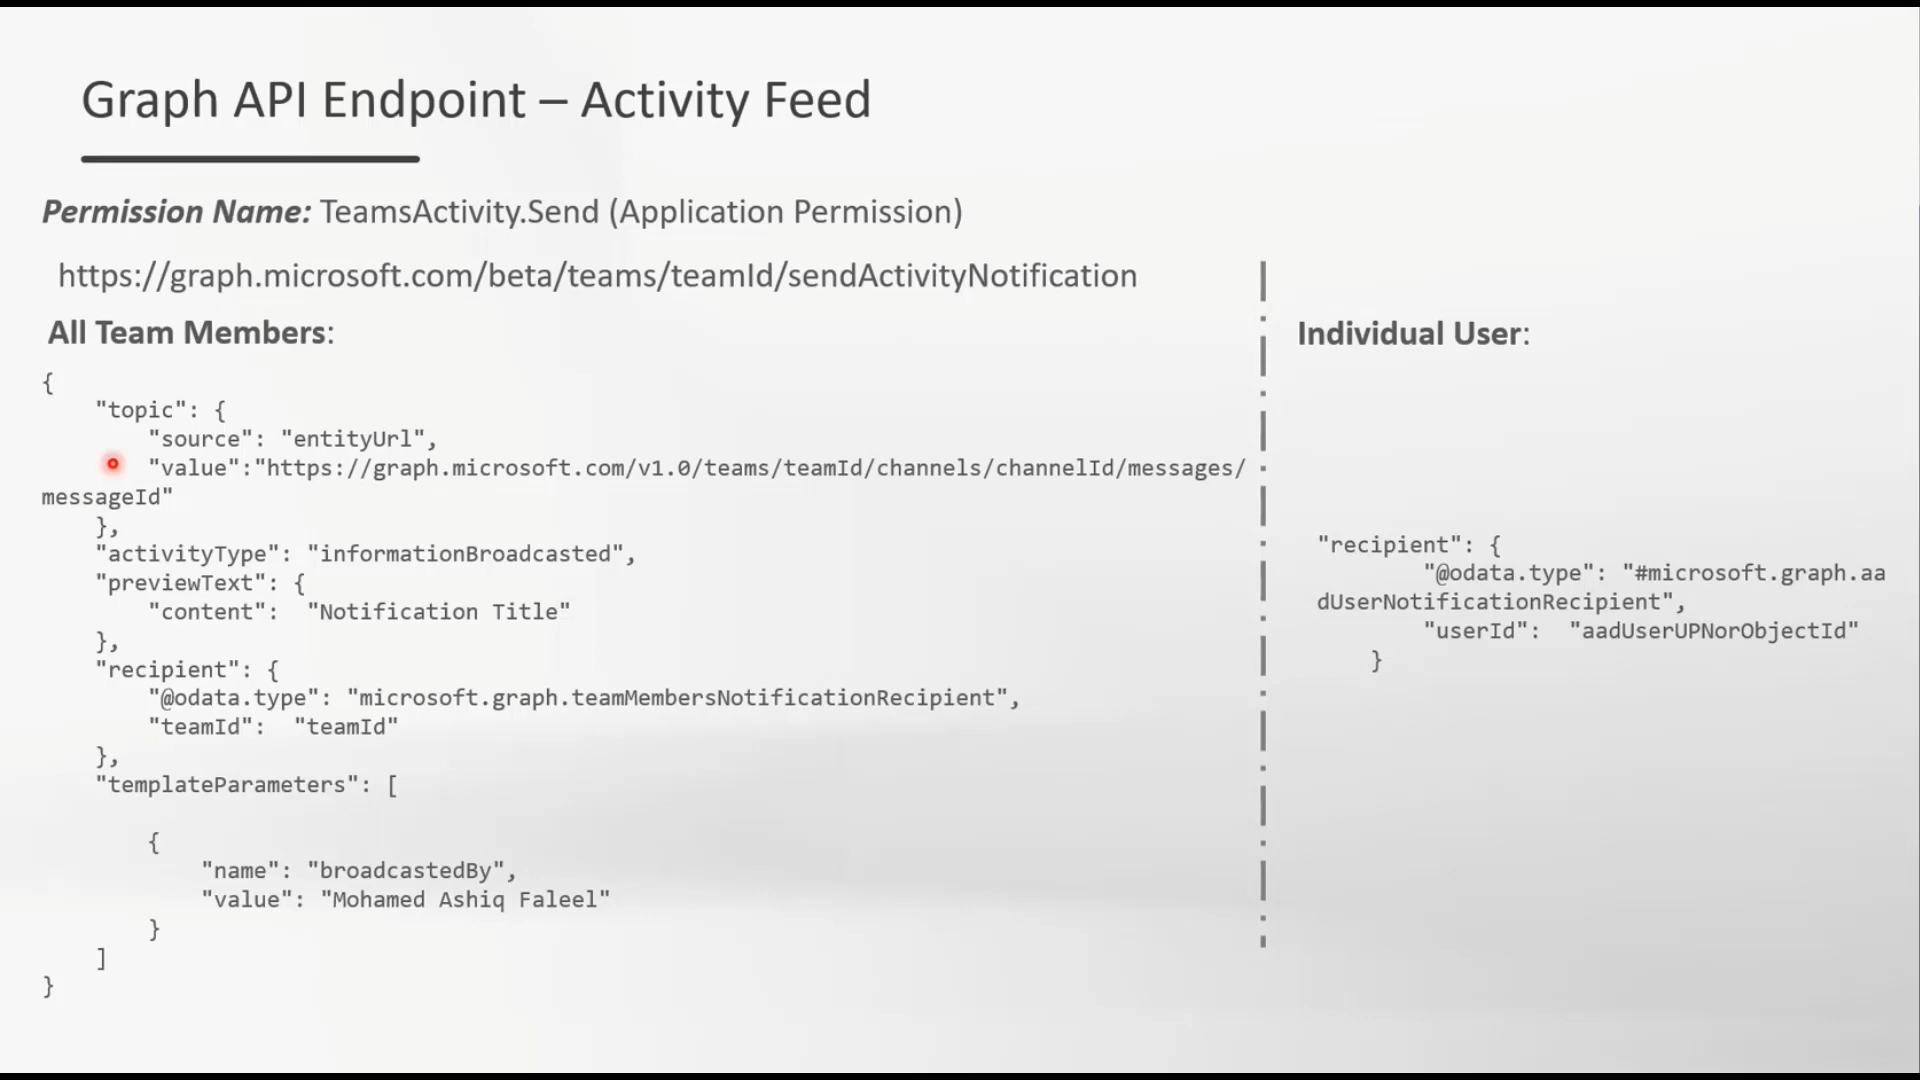 Graph API Endpoint – Activity Feed
Permission Name: TeamsActivity.Send (Application Permission)
https://graph.microsoft.com/beta/teams/teamId/sendActivityNotification
All Team Members:
{
"topic": {
"source": "entityUrl",
"value":"https://graph.microsoft.com/v1.0/teams/teamId/channels/channelId/messages/
messageId"
},
"activityType": "informationBroadcasted",
"previewText": {
"content":  "Notification Title"
},
"recipient": {
"@odata.type": "microsoft.graph.teamMembersNotificationRecipient",
"teamId":  "teamId"
},
"templateParameters": [
{
"name": "broadcastedBy",
"value": "Mohamed Ashiq Faleel"
}
]
}
Individual User:
"recipient": {
"@odata.type": "#microsoft.graph.aa
dUserNotificationRecipient",
"userId":  "aadUserUPNorObjectId"
}